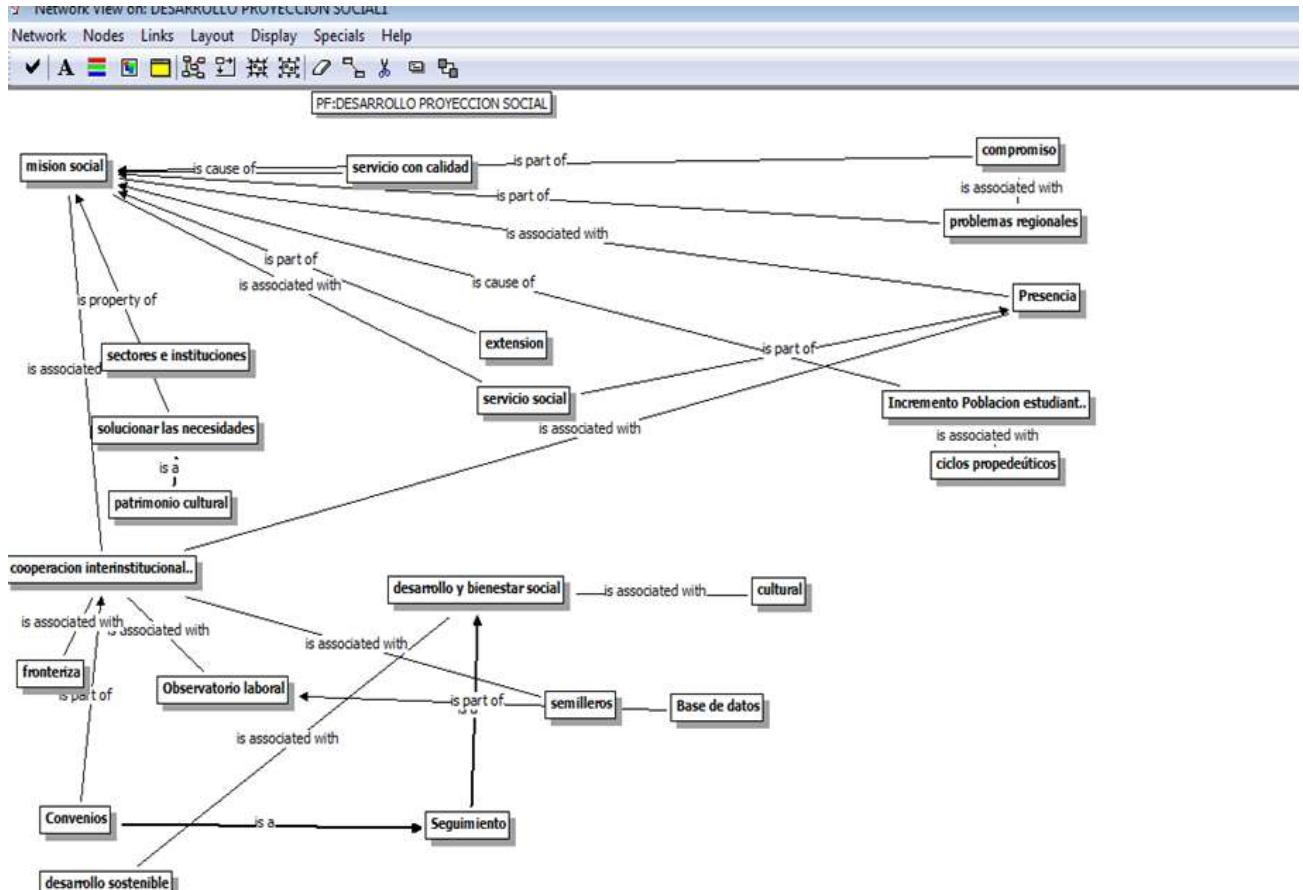 Network View on: DESARROLLO PROYECCION SOCIAL1
Network Nodes Links Layout Display Specials Help
A
PF:DESARROLLO PROYECCION SOCIAL
mision social
is cause of
servicio con calidad
is part of
compromiso
is associated with
is part of
problemas regionales
is associated with
is part of
is associated with
is cause of
Presencia
is property of
sectores e instituciones
extension
is part of
is associated
servicio social
Incremento Poblacion estudiant..
solucionar las necesidades
is associated with
is associated with
is a
ciclos propedeúticos
patrimonio cultural
cooperacion interinstitucional..
desarrollo y bienestar social
is associated with
cultural
is associated with
is associated with
is associated with
fronteriza
is part of
Observatorio laboral
is part of
semilleros
Base de datos
is associated with
Convenios
is a
Seguimiento
desarrollo sostenible